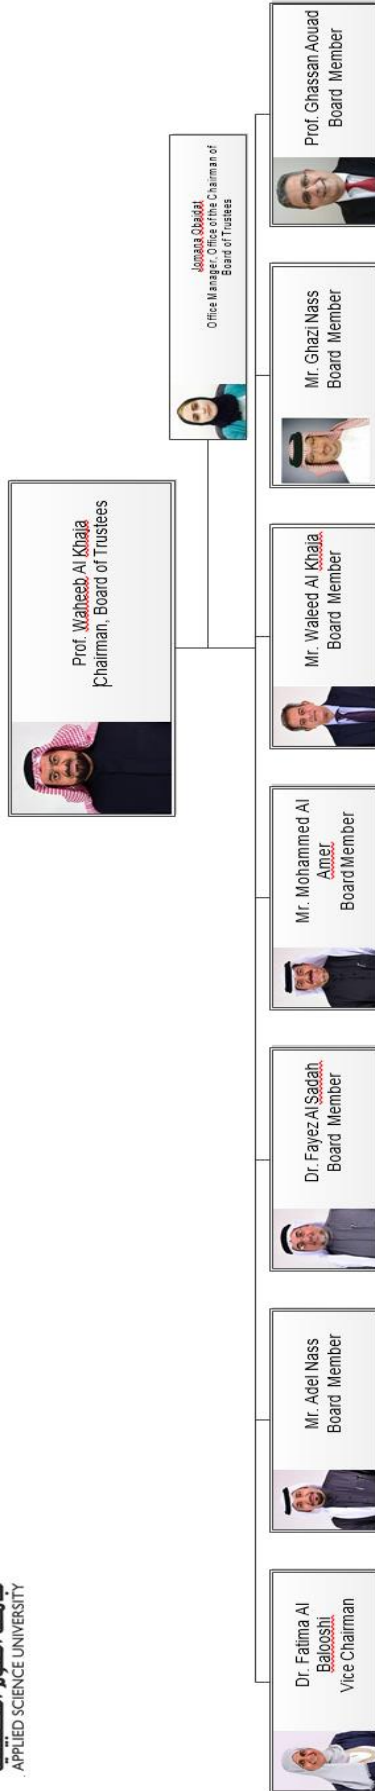 APPLIED SCIENCE UNIVERSITY
Prof. Waheeb Al Khaja
Chairman, Board of Trustees
Jomana Obaidat
Office Manager, Office of the Chairman of
Board of Trustees
Dr. Fatima Al
Balooshi
Vice Chairman
Mr. Adel Nass
Board Member
Dr. Fayez AlSadah
Board Member
Mr. Mohammed Al
Amer
Board Member
Mr. Waleed Al Khaja
Board Member
Mr. Ghazi Nass
Board Member
Prof. Ghassan Aouad
Board Member